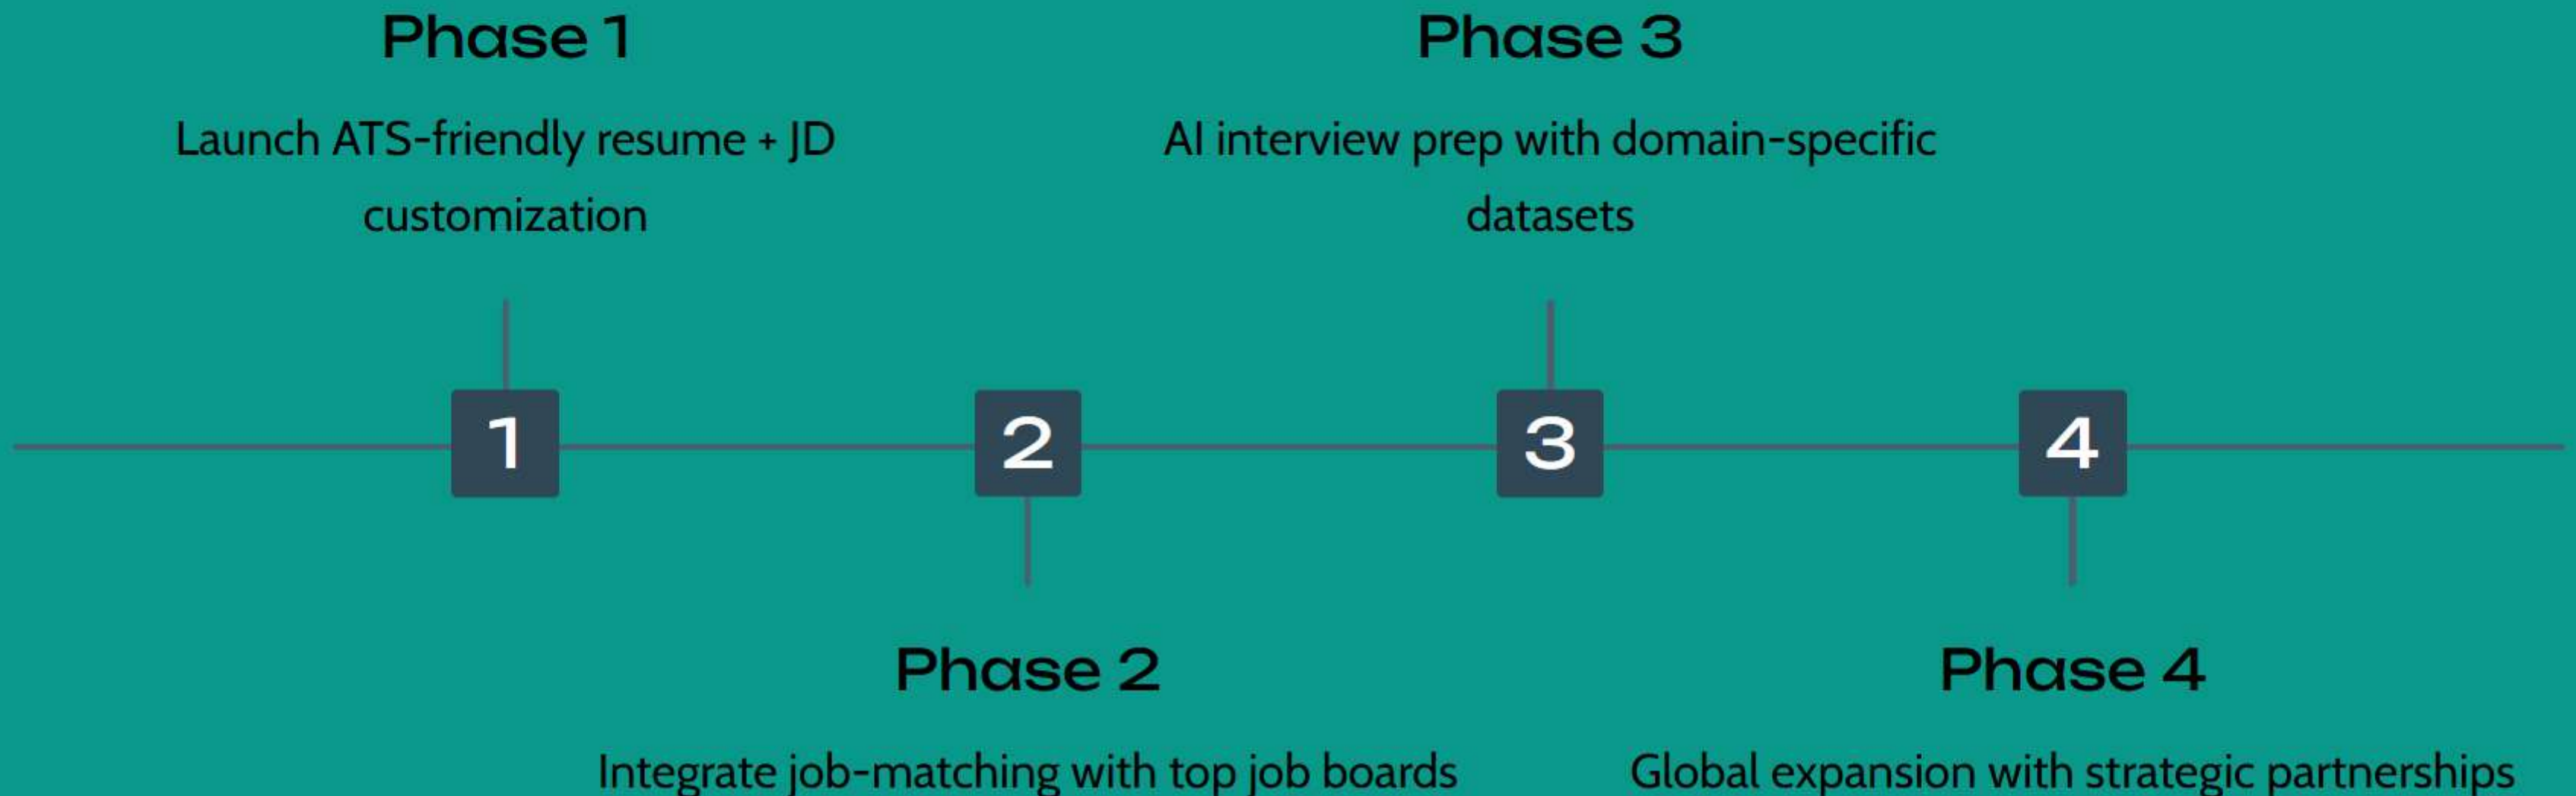 Phase 1
Launch ATS-friendly resume + JD
customization
Phase 3
AI interview prep with domain-specific
datasets
1
2
3
4
Phase 2
Integrate job-matching with top job boards
Phase 4
Global expansion with strategic partnerships